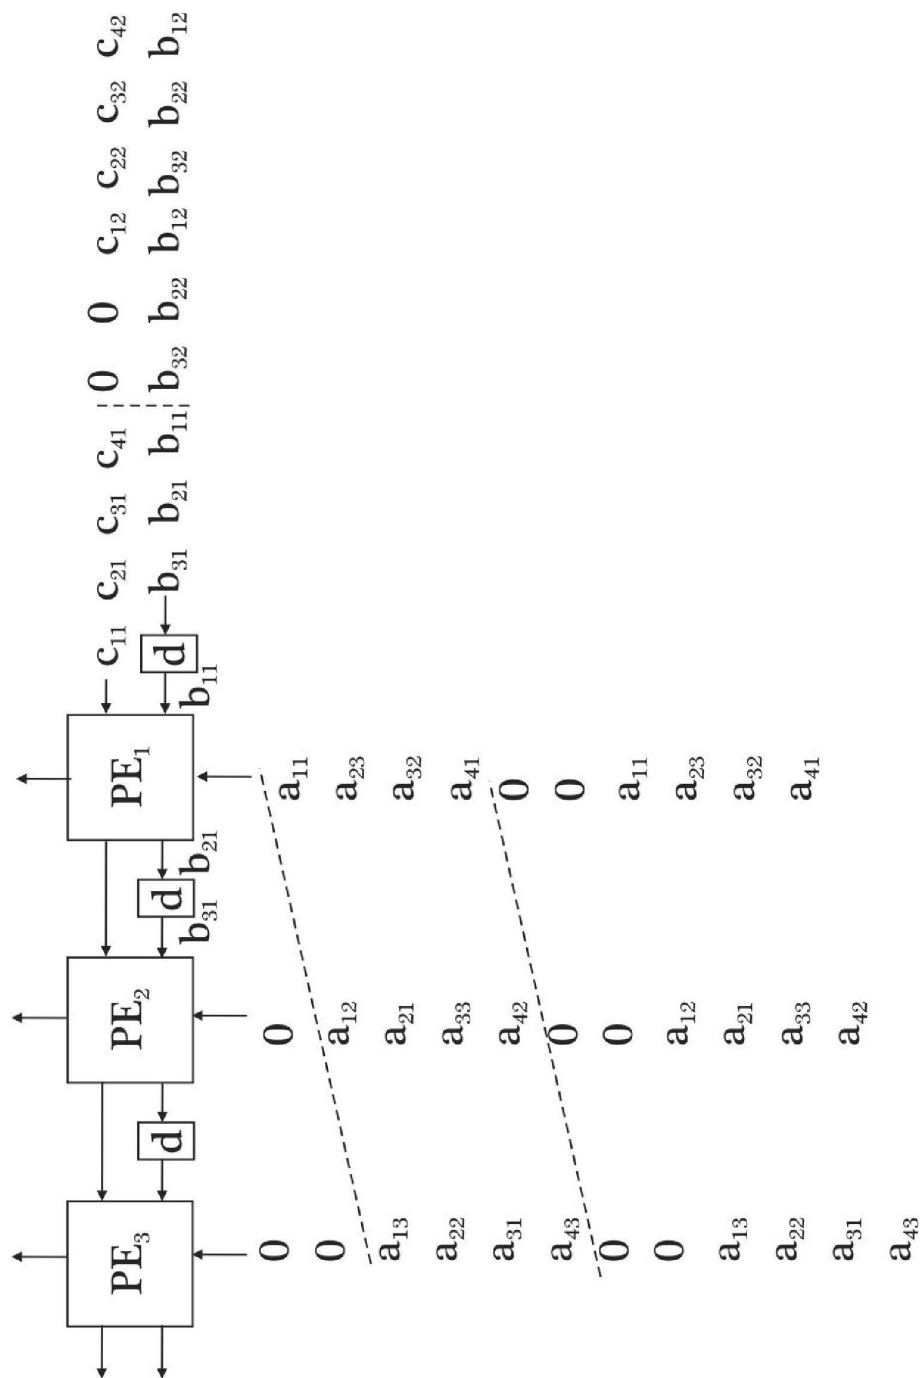 c₁₁ c₂₁ c₃₁ c₄₁ 0 0 c₁₂ c₂₂ c₃₂ c₄₂
PE₃ PE₂ PE₁
d d d b₃₁ b₂₁ b₁₁ b₃₂ b₂₂ b₁₂ b₃₂ b₂₂ b₁₂
b₃₁ b₂₁ b₁₁
0 0 a₁₁
0 a₁₂ a₂₃
a₁₃ a₂₁ a₃₂
a₂₂ a₃₃ a₄₁
a₃₁ a₄₂ 0
a₄₃ 0 0
0 0 a₁₁
0 a₁₂ a₂₃
a₁₃ a₂₁ a₃₂
a₂₂ a₃₃ a₄₁
a₃₁ a₄₂
a₄₃